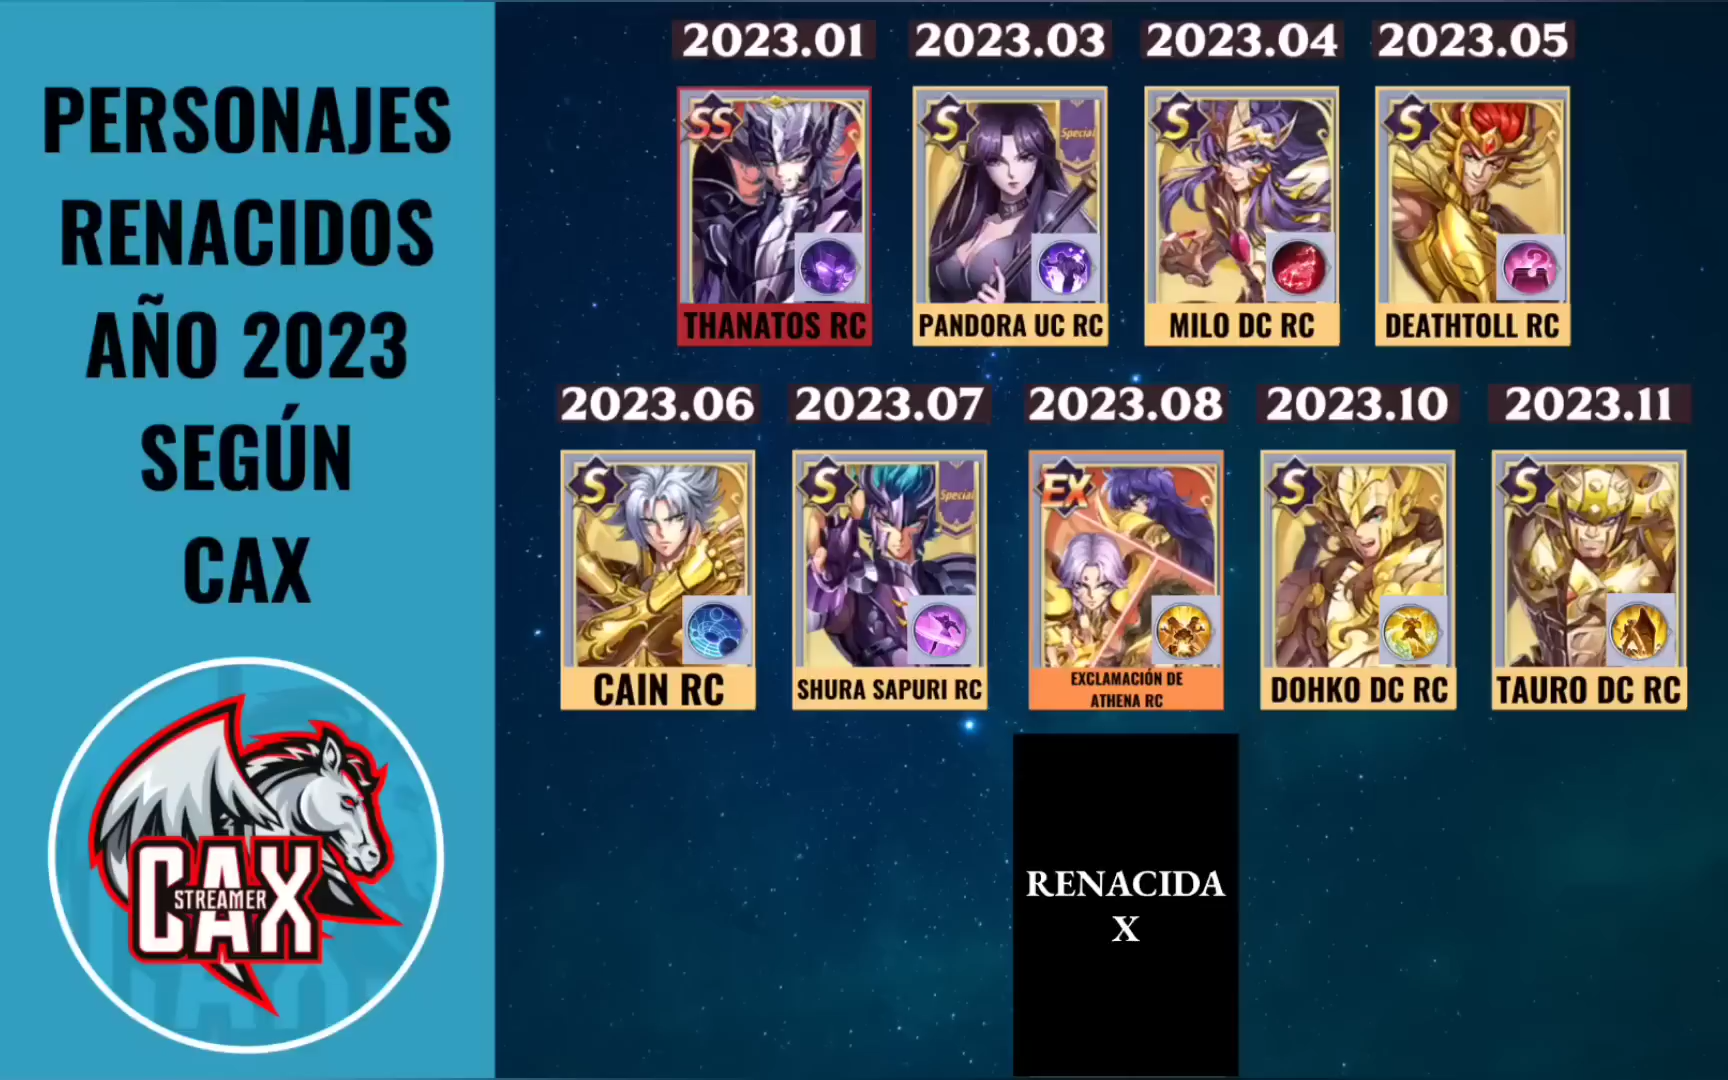 PERSONAJES
RENACIDOS
AÑO 2023
SEGÚN
CAX
CAX
STREAMER
2023.01
2023.03
2023.04
2023.05
SS
S
Special
S
S
THANATOS RC
PANDORA UC RC
MILO DC RC
DEATHTOLL RC
2023.06
2023.07
2023.08
2023.10
2023.11
S
S
Special
EX
S
S
CAIN RC
SHURA SAPURI RC
EXCLAMACIÓN DE
ATHENA RC
DOHKO DC RC
TAURO DC RC
RENACIDA
X